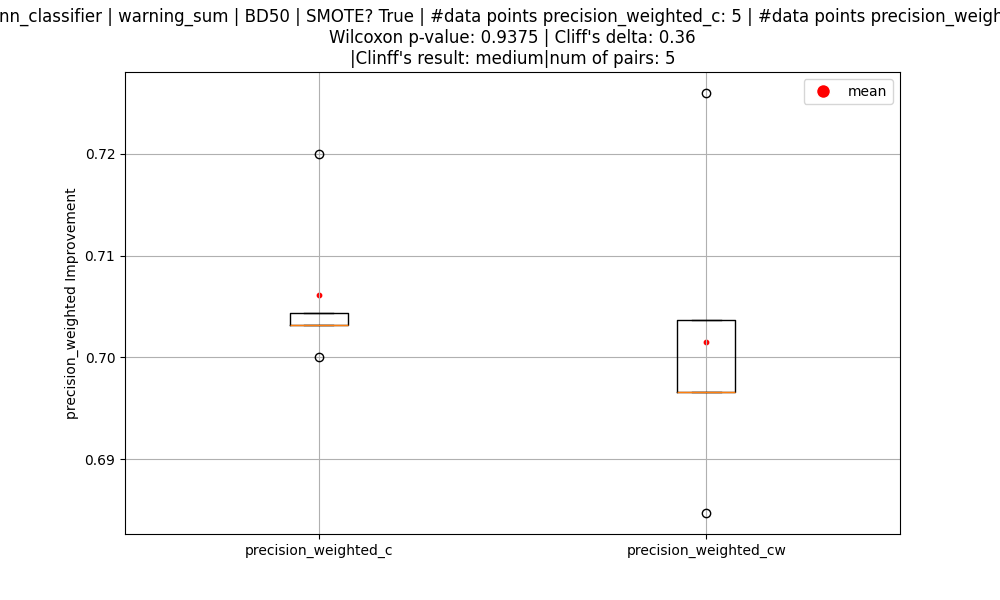 nn_classifier | warning_sum | BD50 | SMOTE? True | #data points precision_weighted_c: 5 | #data points
Wilcoxon p-value: 0.9375 | Cliff's delta: 0.36
|Clinff's result: medium|num of pairs: 5
mean
precision_weighted Improvement
0.72
0.71
0.70
0.69
precision_weighted_c
precision_weighted_cw